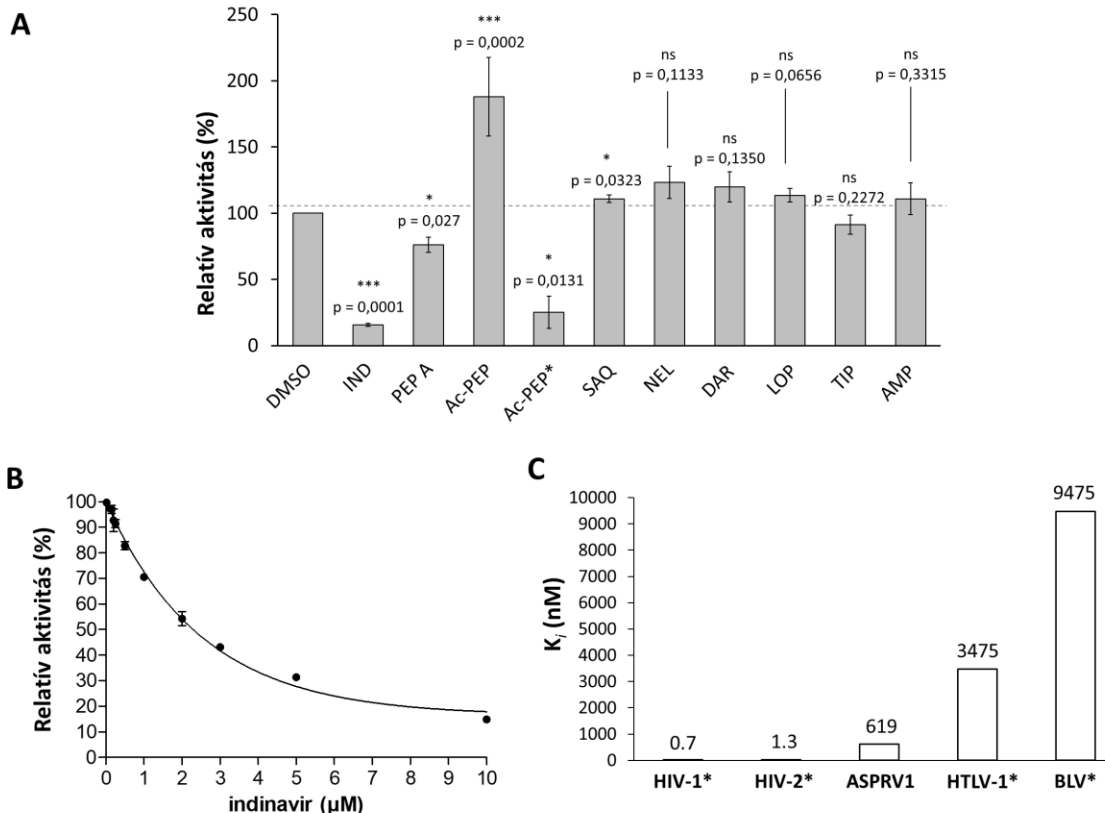 A
Relatív aktivitás (%)
250
200
150
100
50
0
***
p = 0,0001
*
p = 0,027
***
p = 0,0002
*
p = 0,0131
*
p = 0,0323
ns
p = 0,1133
ns
p = 0,1350
ns
p = 0,0656
ns
p = 0,2272
ns
p = 0,3315
DMSO
IND
PEP A
Ac-PEP
Ac-PEP*
SAQ
NEL
DAR
LOP
TIP
AMP
B
Relatív aktivitás (%)
100
90
80
70
60
50
40
30
20
10
0
0 1 2 3 4 5 6 7 8 9 10
indinavir (µM)
C
Ki (nM)
10000
9000
8000
7000
6000
5000
4000
3000
2000
1000
0
0.7
1.3
619
3475
9475
HIV-1*
HIV-2*
ASPRV1
HTLV-1*
BLV*